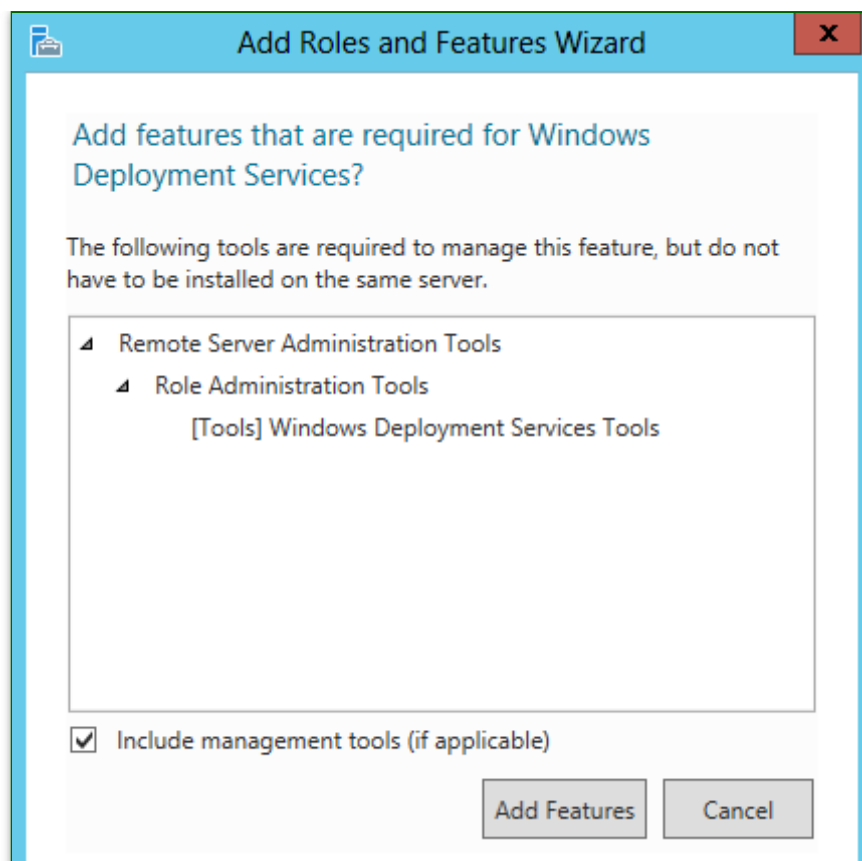 Add Roles and Features Wizard
x
Add features that are required for Windows
Deployment Services?
The following tools are required to manage this feature, but do not
have to be installed on the same server.
Remote Server Administration Tools
Role Administration Tools
[Tools] Windows Deployment Services Tools
Include management tools (if applicable)
Add Features
Cancel